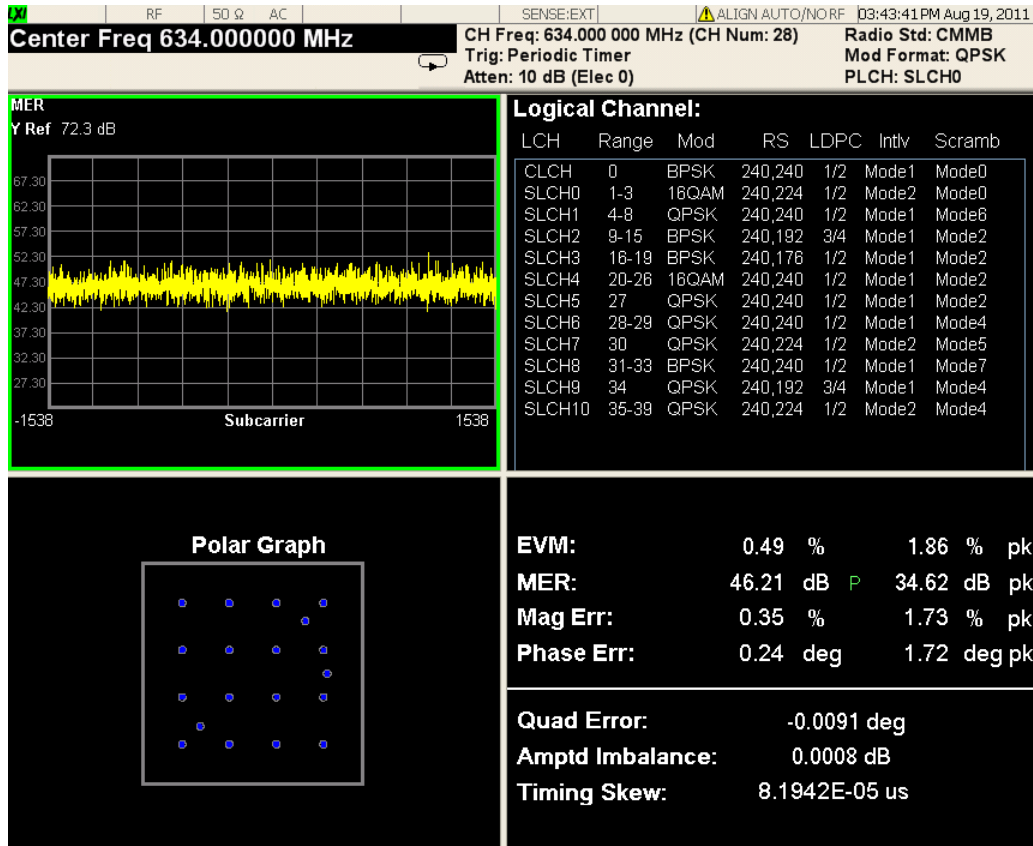 LXI RF 50 Ω AC SENSE:EXT ALIGN AUTO/NO RF 03:43:41 PM Aug 19, 2011
Center Freq 634.000000 MHz
CH Freq: 634.000 000 MHz (CH Num: 28) Radio Std: CMMB
Trig: Periodic Timer Mod Format: QPSK
Atten: 10 dB (Elec 0) PLCH: SLCH0
MER
Y Ref 72.3 dB
67.30
62.30
57.30
52.30
47.30
42.30
37.30
32.30
27.30
-1538 Subcarrier 1538
Logical Channel:
LCH Range Mod RS LDPC Intlv Scramb
CLCH 0 BPSK 240,240 1/2 Mode1 Mode0
SLCH0 1-3 16QAM 240,224 1/2 Mode2 Mode0
SLCH1 4-8 QPSK 240,240 1/2 Mode1 Mode6
SLCH2 9-15 BPSK 240,192 3/4 Mode1 Mode2
SLCH3 16-19 BPSK 240,176 1/2 Mode1 Mode2
SLCH4 20-26 16QAM 240,240 1/2 Mode1 Mode2
SLCH5 27 QPSK 240,240 1/2 Mode1 Mode2
SLCH6 28-29 QPSK 240,240 1/2 Mode1 Mode4
SLCH7 30 QPSK 240,224 1/2 Mode2 Mode5
SLCH8 31-33 BPSK 240,240 1/2 Mode1 Mode7
SLCH9 34 QPSK 240,192 3/4 Mode1 Mode4
SLCH10 35-39 QPSK 240,224 1/2 Mode2 Mode4
Polar Graph
EVM: 0.49 % 1.86 % pk
MER: 46.21 dB P 34.62 dB pk
Mag Err: 0.35 % 1.73 % pk
Phase Err: 0.24 deg 1.72 deg pk
Quad Error: -0.0091 deg
Amptd Imbalance: 0.0008 dB
Timing Skew: 8.1942E-05 us